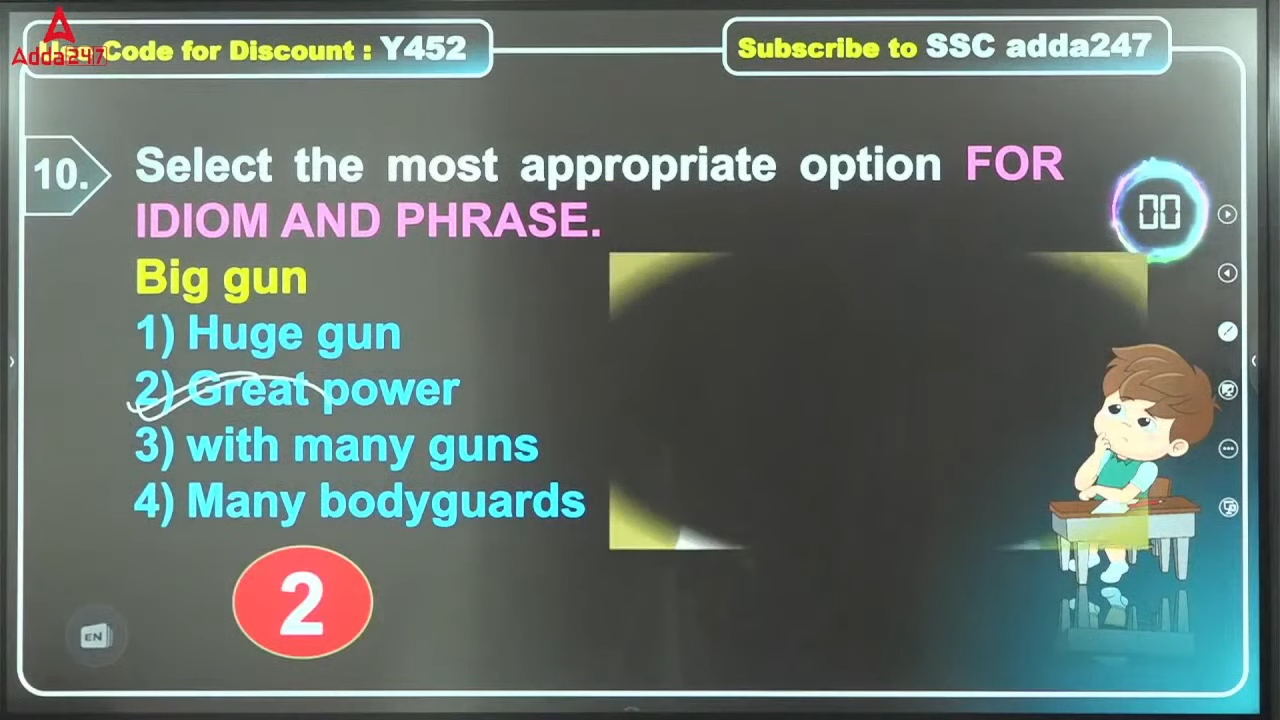 Code for Discount : Y452
Adda247
Subscribe to SSC adda247
10.
Select the most appropriate option FOR
IDIOM AND PHRASE.
00
Big gun
1) Huge gun
2) Great power
3) with many guns
4) Many bodyguards
2
EN